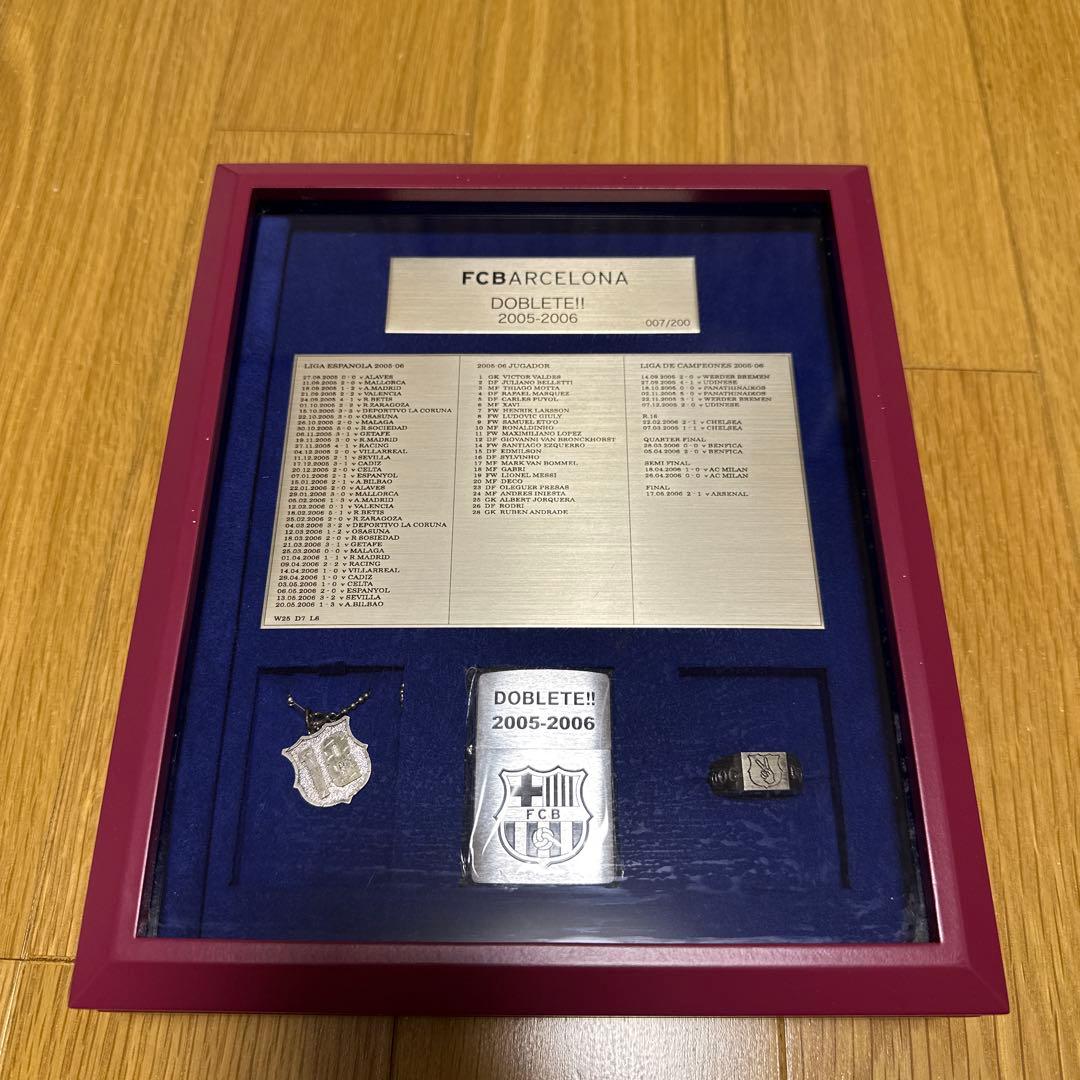 FCBARCELONA
DOBLETE!!
2005-2006
007/200
LIGA ESPANOLA 2005-06
27.08.2005 0-0 v ALAVES
11.09.2005 2-0 v MALLORCA
18.09.2005 1-2 v A.MADRID
21.09.2005 2-2 v VALENCIA
24.09.2005 4-1 v R.BETIS
01.10.2005 2-2 v R.ZARAGOZA
15.10.2005 3-3 v DEPORTIVO LA CORUNA
22.10.2005 3-0 v OSASUNA
26.10.2005 2-0 v MALAGA
30.10.2005 5-0 v R.SOCIEDAD
06.11.2005 3-1 v GETAFE
19.11.2005 3-0 v R.MADRID
27.11.2005 4-1 v RACING
04.12.2005 2-0 v VILLARREAL
11.12.2005 2-1 v SEVILLA
17.12.2005 3-1 v CADIZ
20.12.2005 2-0 v CELTA
07.01.2006 2-1 v ESPANYOL
15.01.2006 2-1 v A.BILBAO
22.01.2006 2-0 v ALAVES
29.01.2006 3-0 v MALLORCA
05.02.2006 1-3 v A.MADRID
12.02.2006 0-1 v VALENCIA
18.02.2006 5-1 v R.BETIS
25.02.2006 2-0 v R.ZARAGOZA
04.03.2006 3-2 v DEPORTIVO LA CORUNA
12.03.2006 1-2 v OSASUNA
18.03.2006 2-0 v R.SOSIEDAD
21.03.2006 3-1 v GETAFE
25.03.2006 0-0 v MALAGA
01.04.2006 1-1 v R.MADRID
09.04.2006 2-2 v RACING
14.04.2006 1-0 v VILLARREAL
29.04.2006 1-0 v CADIZ
03.05.2006 1-0 v CELTA
06.05.2006 2-0 v ESPANYOL
13.05.2006 3-2 v SEVILLA
20.05.2006 1-3 v A.BILBAO
W25 D7 L6
2005-06 JUGADOR
1 GK VICTOR VALDES
2 DF JULIANO BELLETTI
3 MF THIAGO MOTTA
4 DF RAFAEL MARQUEZ
5 DF CARLES PUYOL
6 MF XAVI
7 FW HENRIK LARSSON
8 FW LUDOVIC GIULY
9 FW SAMUEL ETO'O
10 MF RONALDINHO
11 FW MAXIMILIANO LOPEZ
12 DF GIOVANNI VAN BRONCKHORST
14 FW SANTIAGO EZQUERRO
15 DF EDMILSON
16 DF SYLVINHO
17 MF MARK VAN BOMMEL
18 MF GABRI
19 FW LIONEL MESSI
20 MF DECO
23 DF OLEGUER PRESAS
24 MF ANDRES INIESTA
25 GK ALBERT JORQUERA
26 DF RODRI
28 GK RUBEN ANDRADE
LIGA DE CAMPEONES 2005-06
14.09.2005 2-0 v WERDER BREMEN
27.09.2005 4-1 v UDINESE
18.10.2005 0-0 v PANATHINAIKOS
02.11.2005 5-0 v PANATHINAIKOS
22.11.2005 3-1 v WERDER BREMEN
07.12.2005 2-0 v UDINESE
R.16
22.02.2006 2-1 v CHELSEA
07.03.2006 1-1 v CHELSEA
QUARTER FINAL
28.03.2006 0-0 v BENFICA
05.04.2006 2-0 v BENFICA
SEMI FINAL
18.04.2006 1-0 v AC MILAN
26.04.2006 0-0 v AC MILAN
FINAL
17.05.2006 2-1 v ARSENAL
DOBLETE!!
2005-2006
FCB